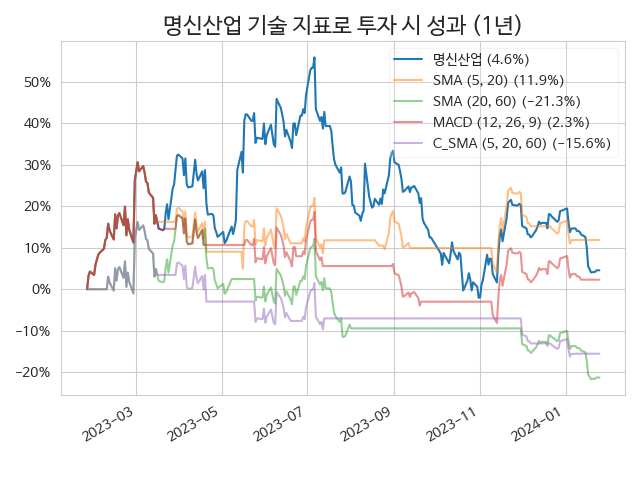 명신산업 기술 지표로 투자 시 성과 (1년)
명신산업 (4.6%)
SMA (5, 20) (11.9%)
SMA (20, 60) (−21.3%)
MACD (12, 26, 9) (2.3%)
C_SMA (5, 20, 60) (−15.6%)
50%
40%
30%
20%
10%
0%
−10%
−20%
2023−03
2023−05
2023−07
2023−09
2023−11
2024−01